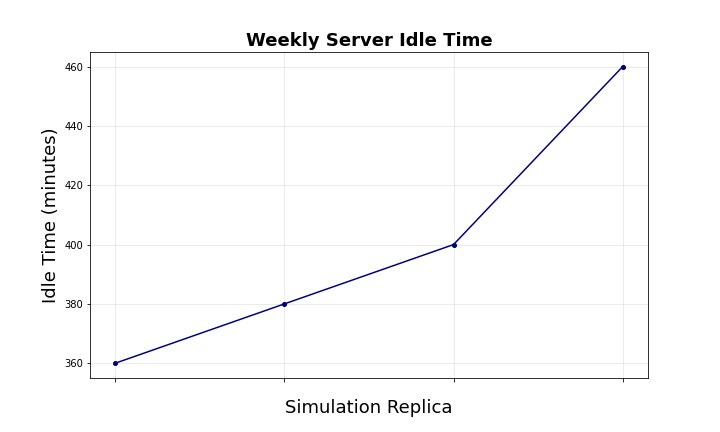 Weekly Server Idle Time
Idle Time (minutes)
460
440
420
400
380
360
Simulation Replica